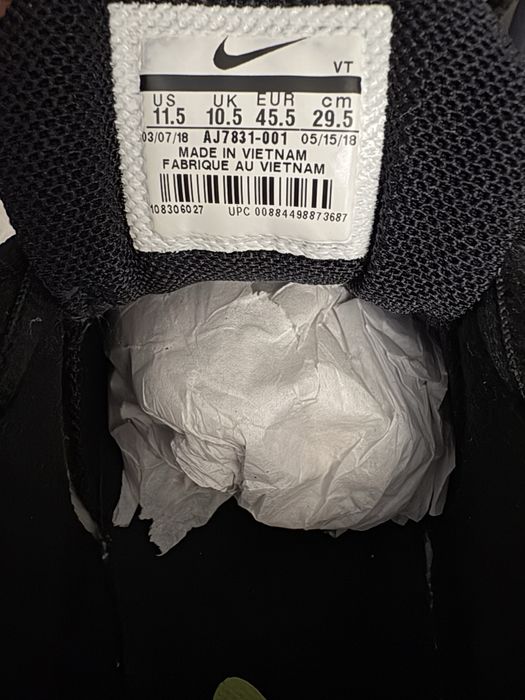 VT
US UK EUR cm
11.5 10.5 45.5 29.5
03/07/18 AJ7831-001 05/15/18
MADE IN VIETNAM
FABRIQUE AU VIETNAM
108306027 UPC 00884498873687